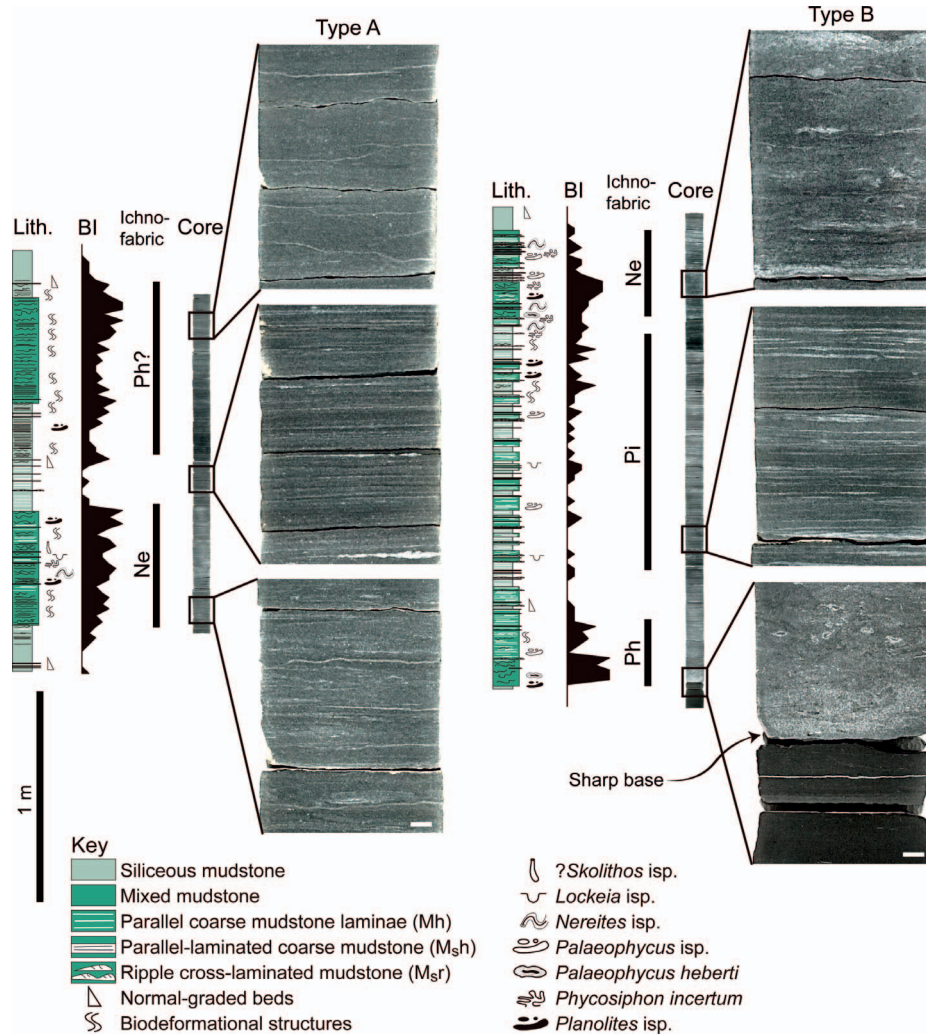 Type A
Type B
Lith.
BI
Ichno-
fabric
Core
Ph?
Ne
1 m
Lith.
BI
Ichno-
fabric
Core
Ne
Pi
Ph
Sharp base
Key
Siliceous mudstone
Mixed mudstone
Parallel coarse mudstone laminae (Mh)
Parallel-laminated coarse mudstone (Msh)
Ripple cross-laminated mudstone (Msr)
Normal-graded beds
Biodeformational structures
?Skolithos isp.
Lockeia isp.
Nereites isp.
Palaeophycus isp.
Palaeophycus heberti
Phycosiphon incertum
Planolites isp.